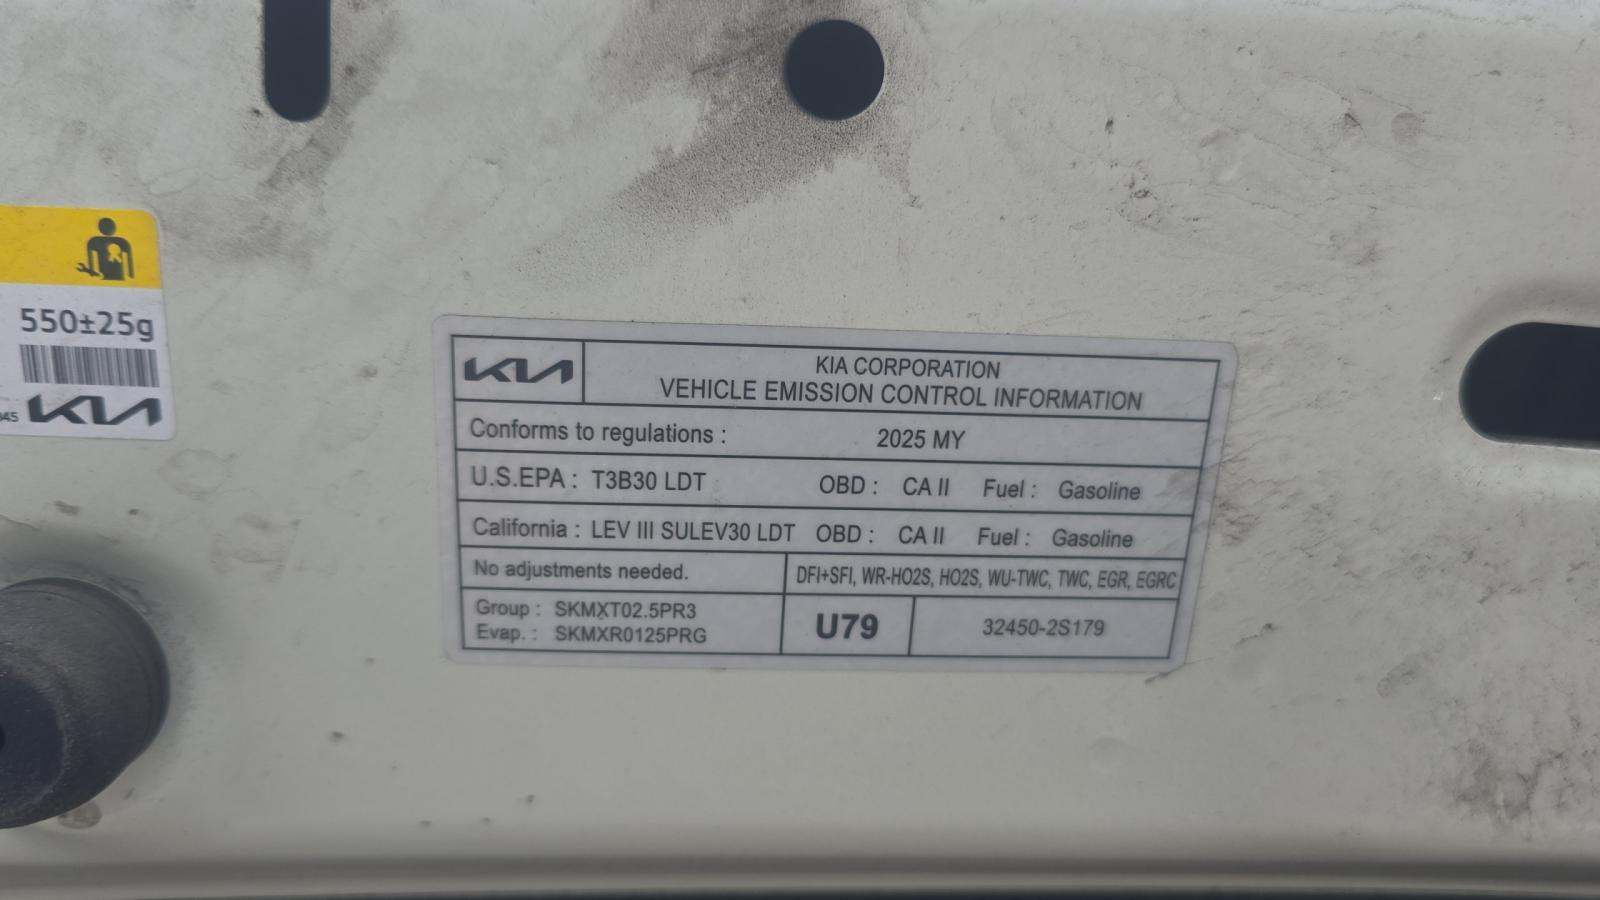 550±25g
KIA
KIA
KIA CORPORATION
VEHICLE EMISSION CONTROL INFORMATION
Conforms to regulations : 2025 MY
U.S.EPA : T3B30 LDT OBD : CA II Fuel : Gasoline
California : LEV III SULEV30 LDT OBD : CA II Fuel : Gasoline
No adjustments needed. DFI+SFI, WR-HO2S, HO2S, WU-TWC, TWC, EGR, EGRC
Group : SKMXT02.5PR3
Evap. : SKMXR0125PRG
U79 32450-2S179